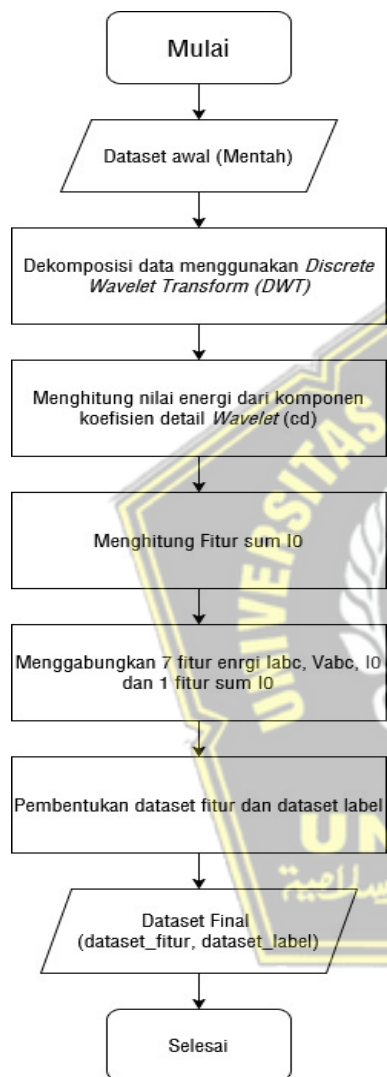 Mulai
Dataset awal (Mentah)
Dekomposisi data menggunakan Discrete
Wavelet Transform (DWT)
Menghitung nilai energi dari komponen
koefisien detail Wavelet (cd)
Menghitung Fitur sum I0
Menggabungkan 7 fitur enrgi Iabc, Vabc, I0
dan 1 fitur sum I0
Pembentukan dataset fitur dan dataset label
Dataset Final
(dataset_fitur, dataset_label)
Selesai
UNIVERSITAS
UN